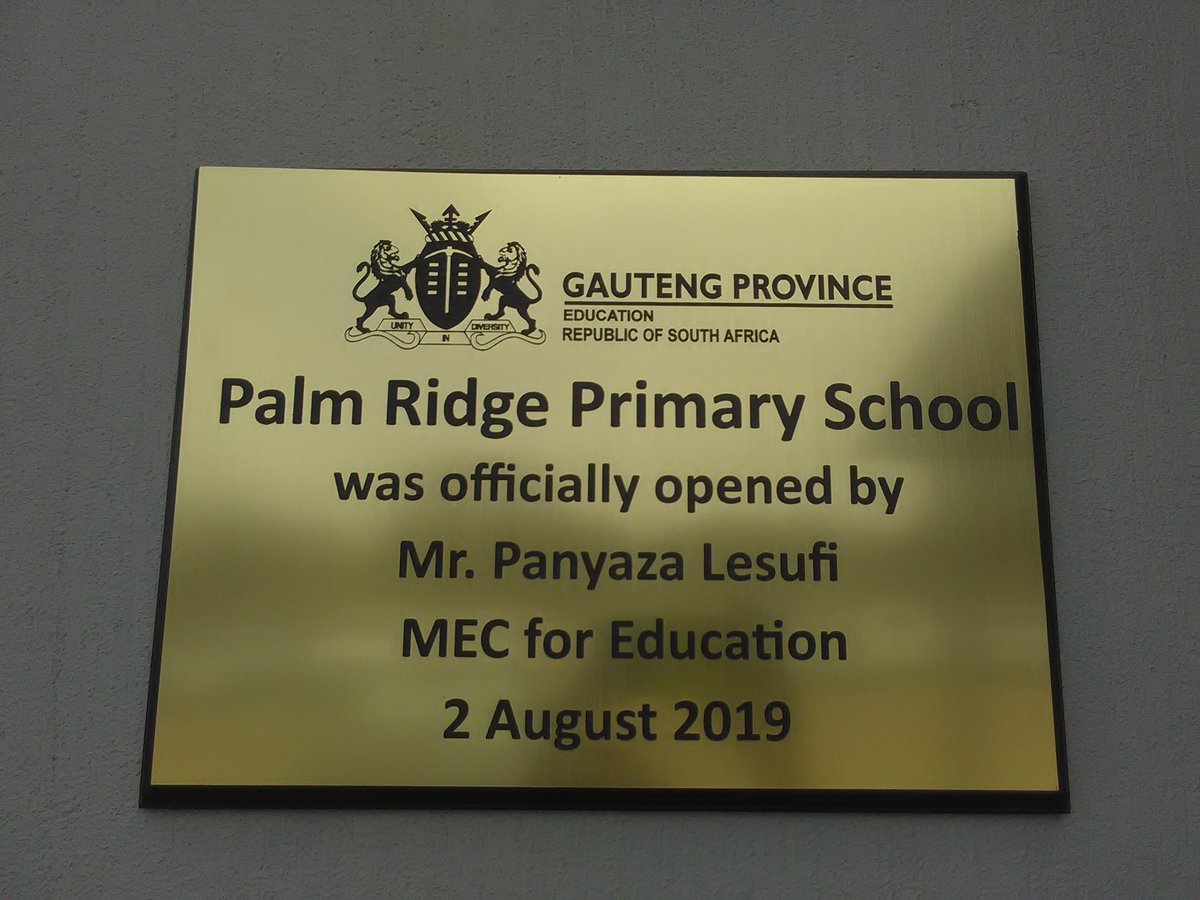 UNITY IN DIVERSITY
GAUTENG PROVINCE
EDUCATION
REPUBLIC OF SOUTH AFRICA
Palm Ridge Primary School
was officially opened by
Mr. Panyaza Lesufi
MEC for Education
2 August 2019